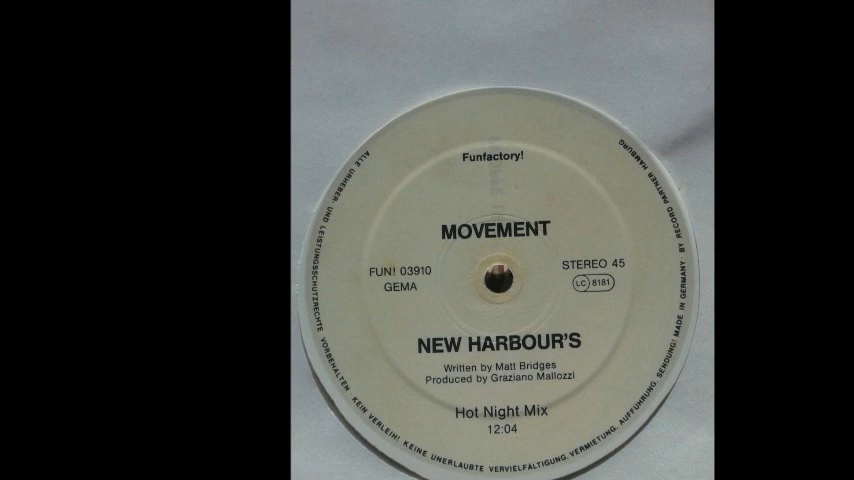 Funfactory!
MOVEMENT
FUN! 03910
GEMA
STEREO 45
LC 8181
NEW HARBOUR'S
Written by Matt Bridges
Produced by Graziano Mallozzi
Hot Night Mix
12:04
ALLE URHEBER- UND LEISTUNGSSCHUTZRECHTE VORBEHALTEN - KEIN VERLEIH! KEINE UNERLAUBTE VERVIELFÄLTIGUNG, VERMIETUNG, AUFFÜHRUNG, SENDUNG! MADE IN GERMANY BY RECORD PARTNER HAMBURG